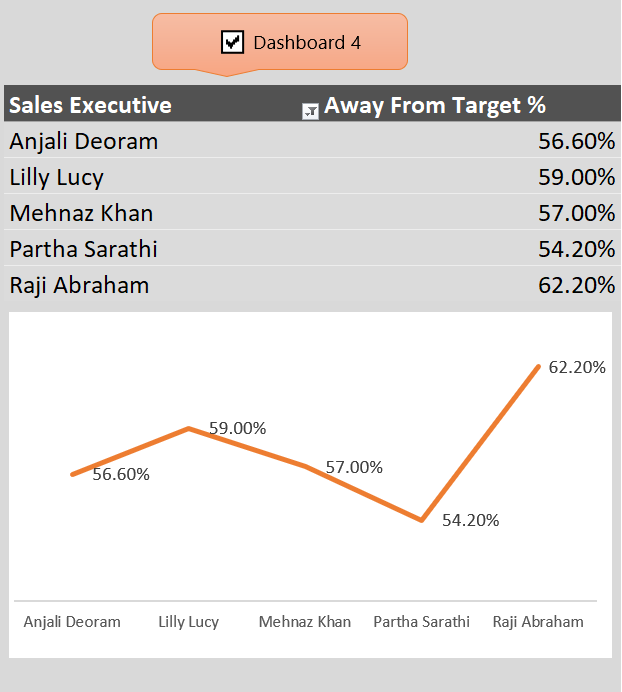 Dashboard 4
Sales Executive Away From Target %
Anjali Deoram 56.60%
Lilly Lucy 59.00%
Mehnaz Khan 57.00%
Partha Sarathi 54.20%
Raji Abraham 62.20%
62.20%
59.00%
57.00%
56.60%
54.20%
Anjali Deoram Lilly Lucy Mehnaz Khan Partha Sarathi Raji Abraham